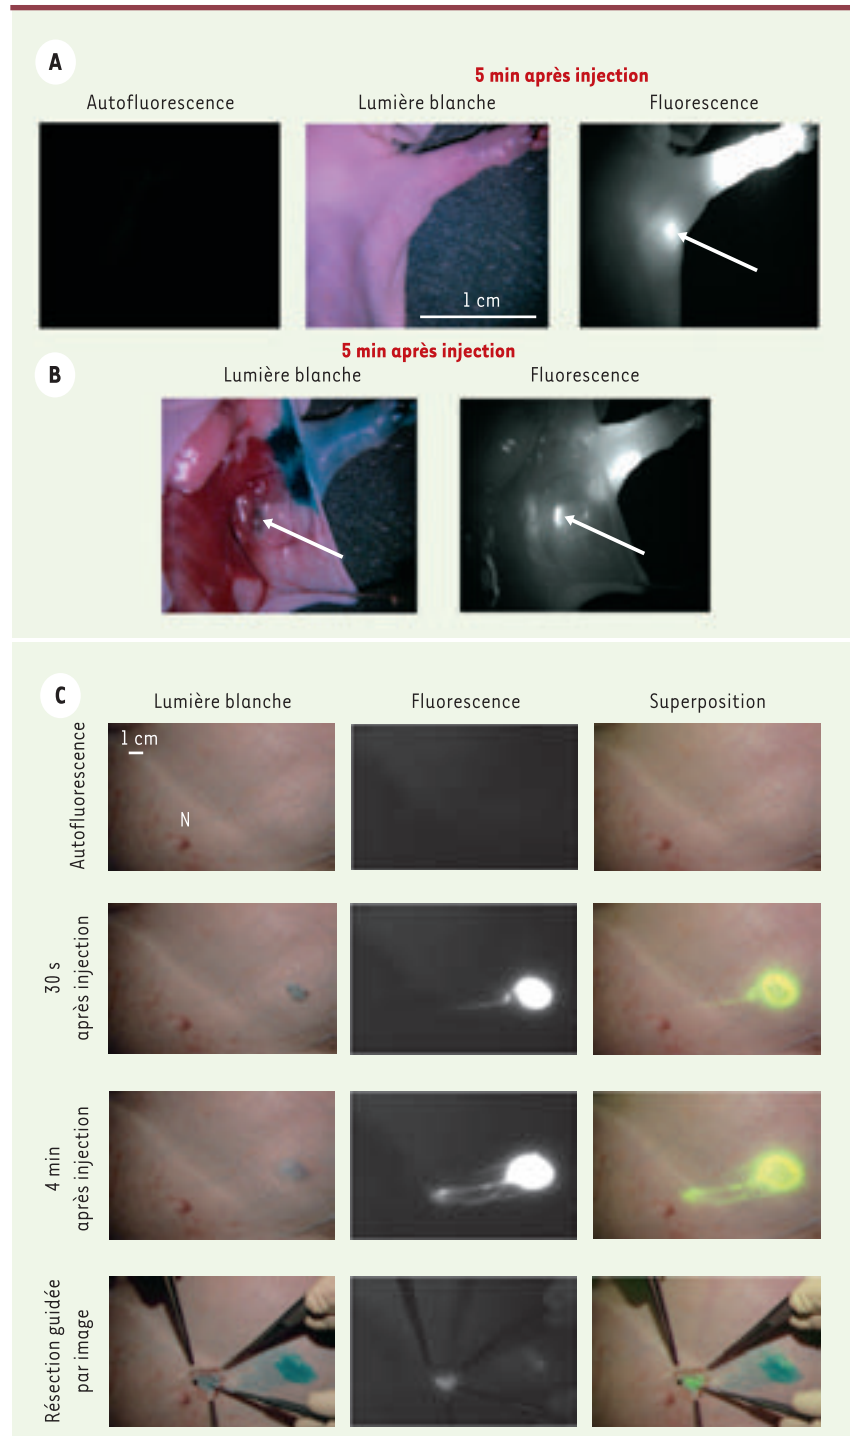 A
5 min après injection
Autofluorescence
Lumière blanche
Fluorescence
1 cm
B
5 min après injection
Lumière blanche
Fluorescence
C
Lumière blanche
Fluorescence
Superposition
Autofluorescence
1 cm
N
30 s
après injection
4 min
après injection
Résection guidée
par image